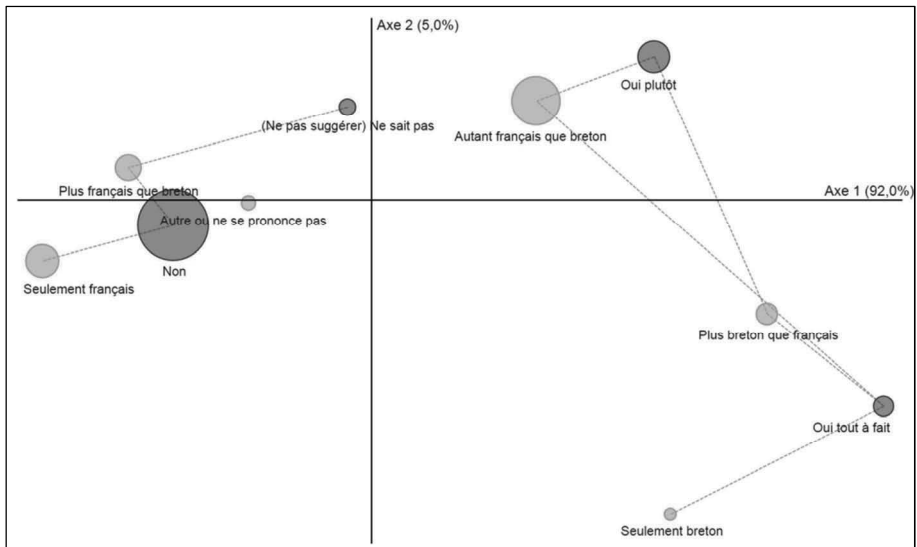 Axe 2 (5,0%)
Oui plutôt
(Ne pas suggérer) Ne sait pas
Autant français que breton
Plus français que breton
Axe 1 (92,0%)
Autre ou ne se prononce pas
Non
Seulement français
Plus breton que français
Oui tout à fait
Seulement breton